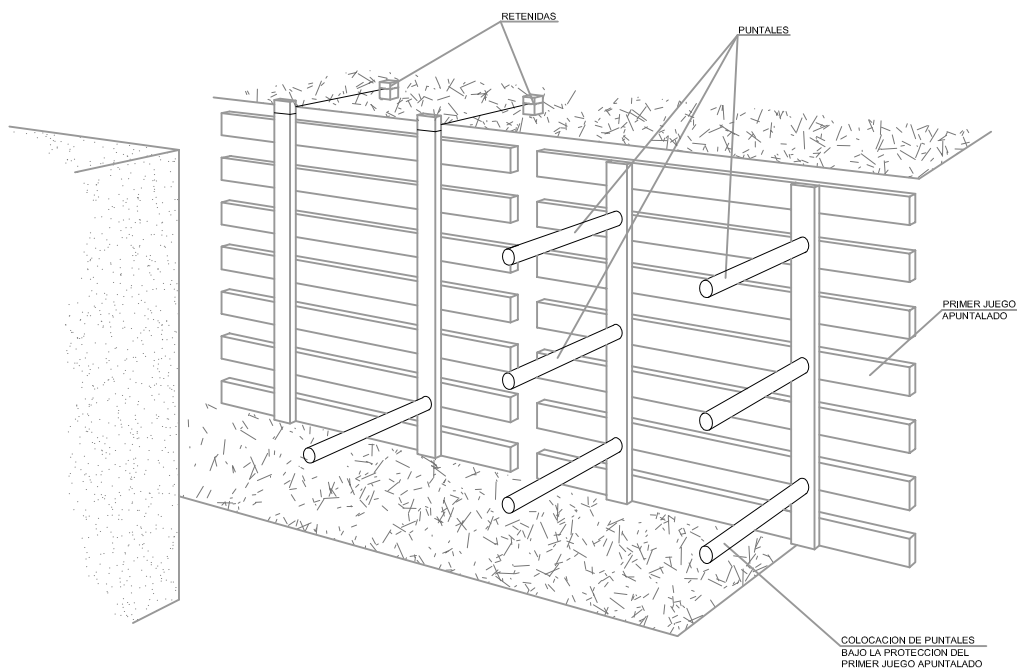 RETENIDAS
PUNTALES
PRIMER JUEGO
APUNTALADO
COLOCACION DE PUNTALES
BAJO LA PROTECCION DEL
PRIMER JUEGO APUNTALADO